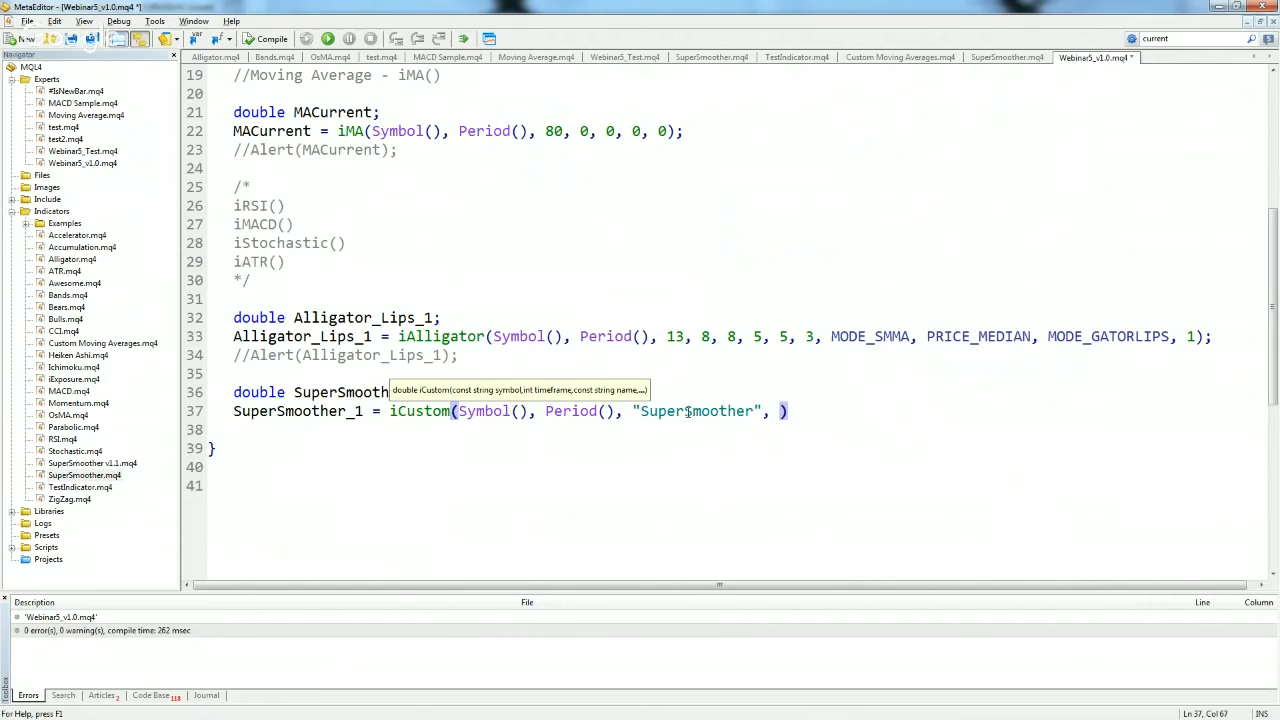 MetaEditor - [Webinar5_v1.0.mq4 *]
File Edit View Debug Tools Window Help
New Compile current
Navigator
Alligator.mq4 Bands.mq4 OsMA.mq4 test.mq4 MACD Sample.mq4 Moving Average.mq4 Webinar5_Test.mq4 SuperSmoother.mq4 TestIndicator.mq4 Custom Moving Averages.mq4 SuperSmoother.mq4 Webinar5_v1.0.mq4 *
MQL4
Experts
#IsNewBar.mq4
MACD Sample.mq4
Moving Average.mq4
test.mq4
test2.mq4
Webinar5_Test.mq4
Webinar5_v1.0.mq4
Files
Images
Include
Indicators
Examples
Accelerator.mq4
Accumulation.mq4
Alligator.mq4
ATR.mq4
Awesome.mq4
Bands.mq4
Bears.mq4
Bulls.mq4
CCI.mq4
Custom Moving Averages.mq4
Heiken Ashi.mq4
Ichimoku.mq4
iExposure.mq4
MACD.mq4
Momentum.mq4
OsMA.mq4
Parabolic.mq4
RSI.mq4
Stochastic.mq4
SuperSmoother v1.1.mq4
SuperSmoother.mq4
TestIndicator.mq4
ZigZag.mq4
Libraries
Logs
Presets
Scripts
Projects
19 //Moving Average - iMA()
20
21 double MACurrent;
22 MACurrent = iMA(Symbol(), Period(), 80, 0, 0, 0, 0);
23 //Alert(MACurrent);
24
25 /*
26 iRSI()
27 iMACD()
28 iStochastic()
29 iATR()
30 */
31
32 double Alligator_Lips_1;
33 Alligator_Lips_1 = iAlligator(Symbol(), Period(), 13, 8, 8, 5, 5, 3, MODE_SMMA, PRICE_MEDIAN, MODE_GATORLIPS, 1);
34 //Alert(Alligator_Lips_1);
35
36 double SuperSmooth
double iCustom(const string symbol,int timeframe,const string name,...)
37 SuperSmoother_1 = iCustom(Symbol(), Period(), "SuperSmoother", )
38
39 }
40
41
Description File Line Column
'Webinar5_v1.0.mq4'
0 error(s), 0 warning(s), compile time: 262 msec
Toolbox
Errors Search Articles 2 Code Base 118 Journal
For Help, press F1 Ln 37, Col 67 INS